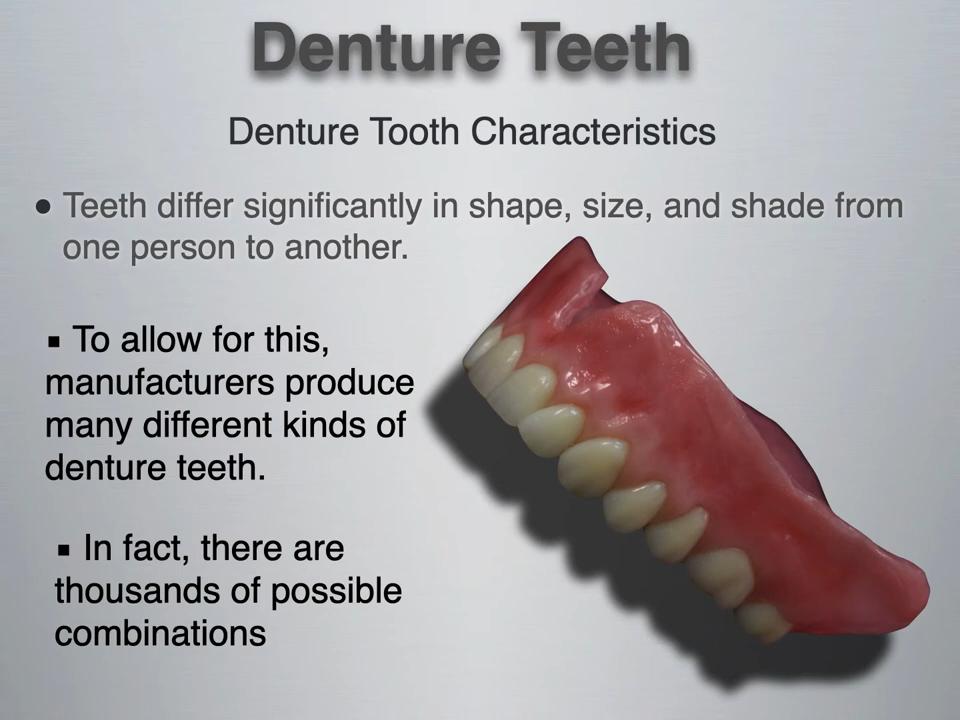 Denture Teeth
Denture Tooth Characteristics
• Teeth differ significantly in shape, size, and shade from
one person to another.
▪ To allow for this,
manufacturers produce
many different kinds of
denture teeth.
▪ In fact, there are
thousands of possible
combinations